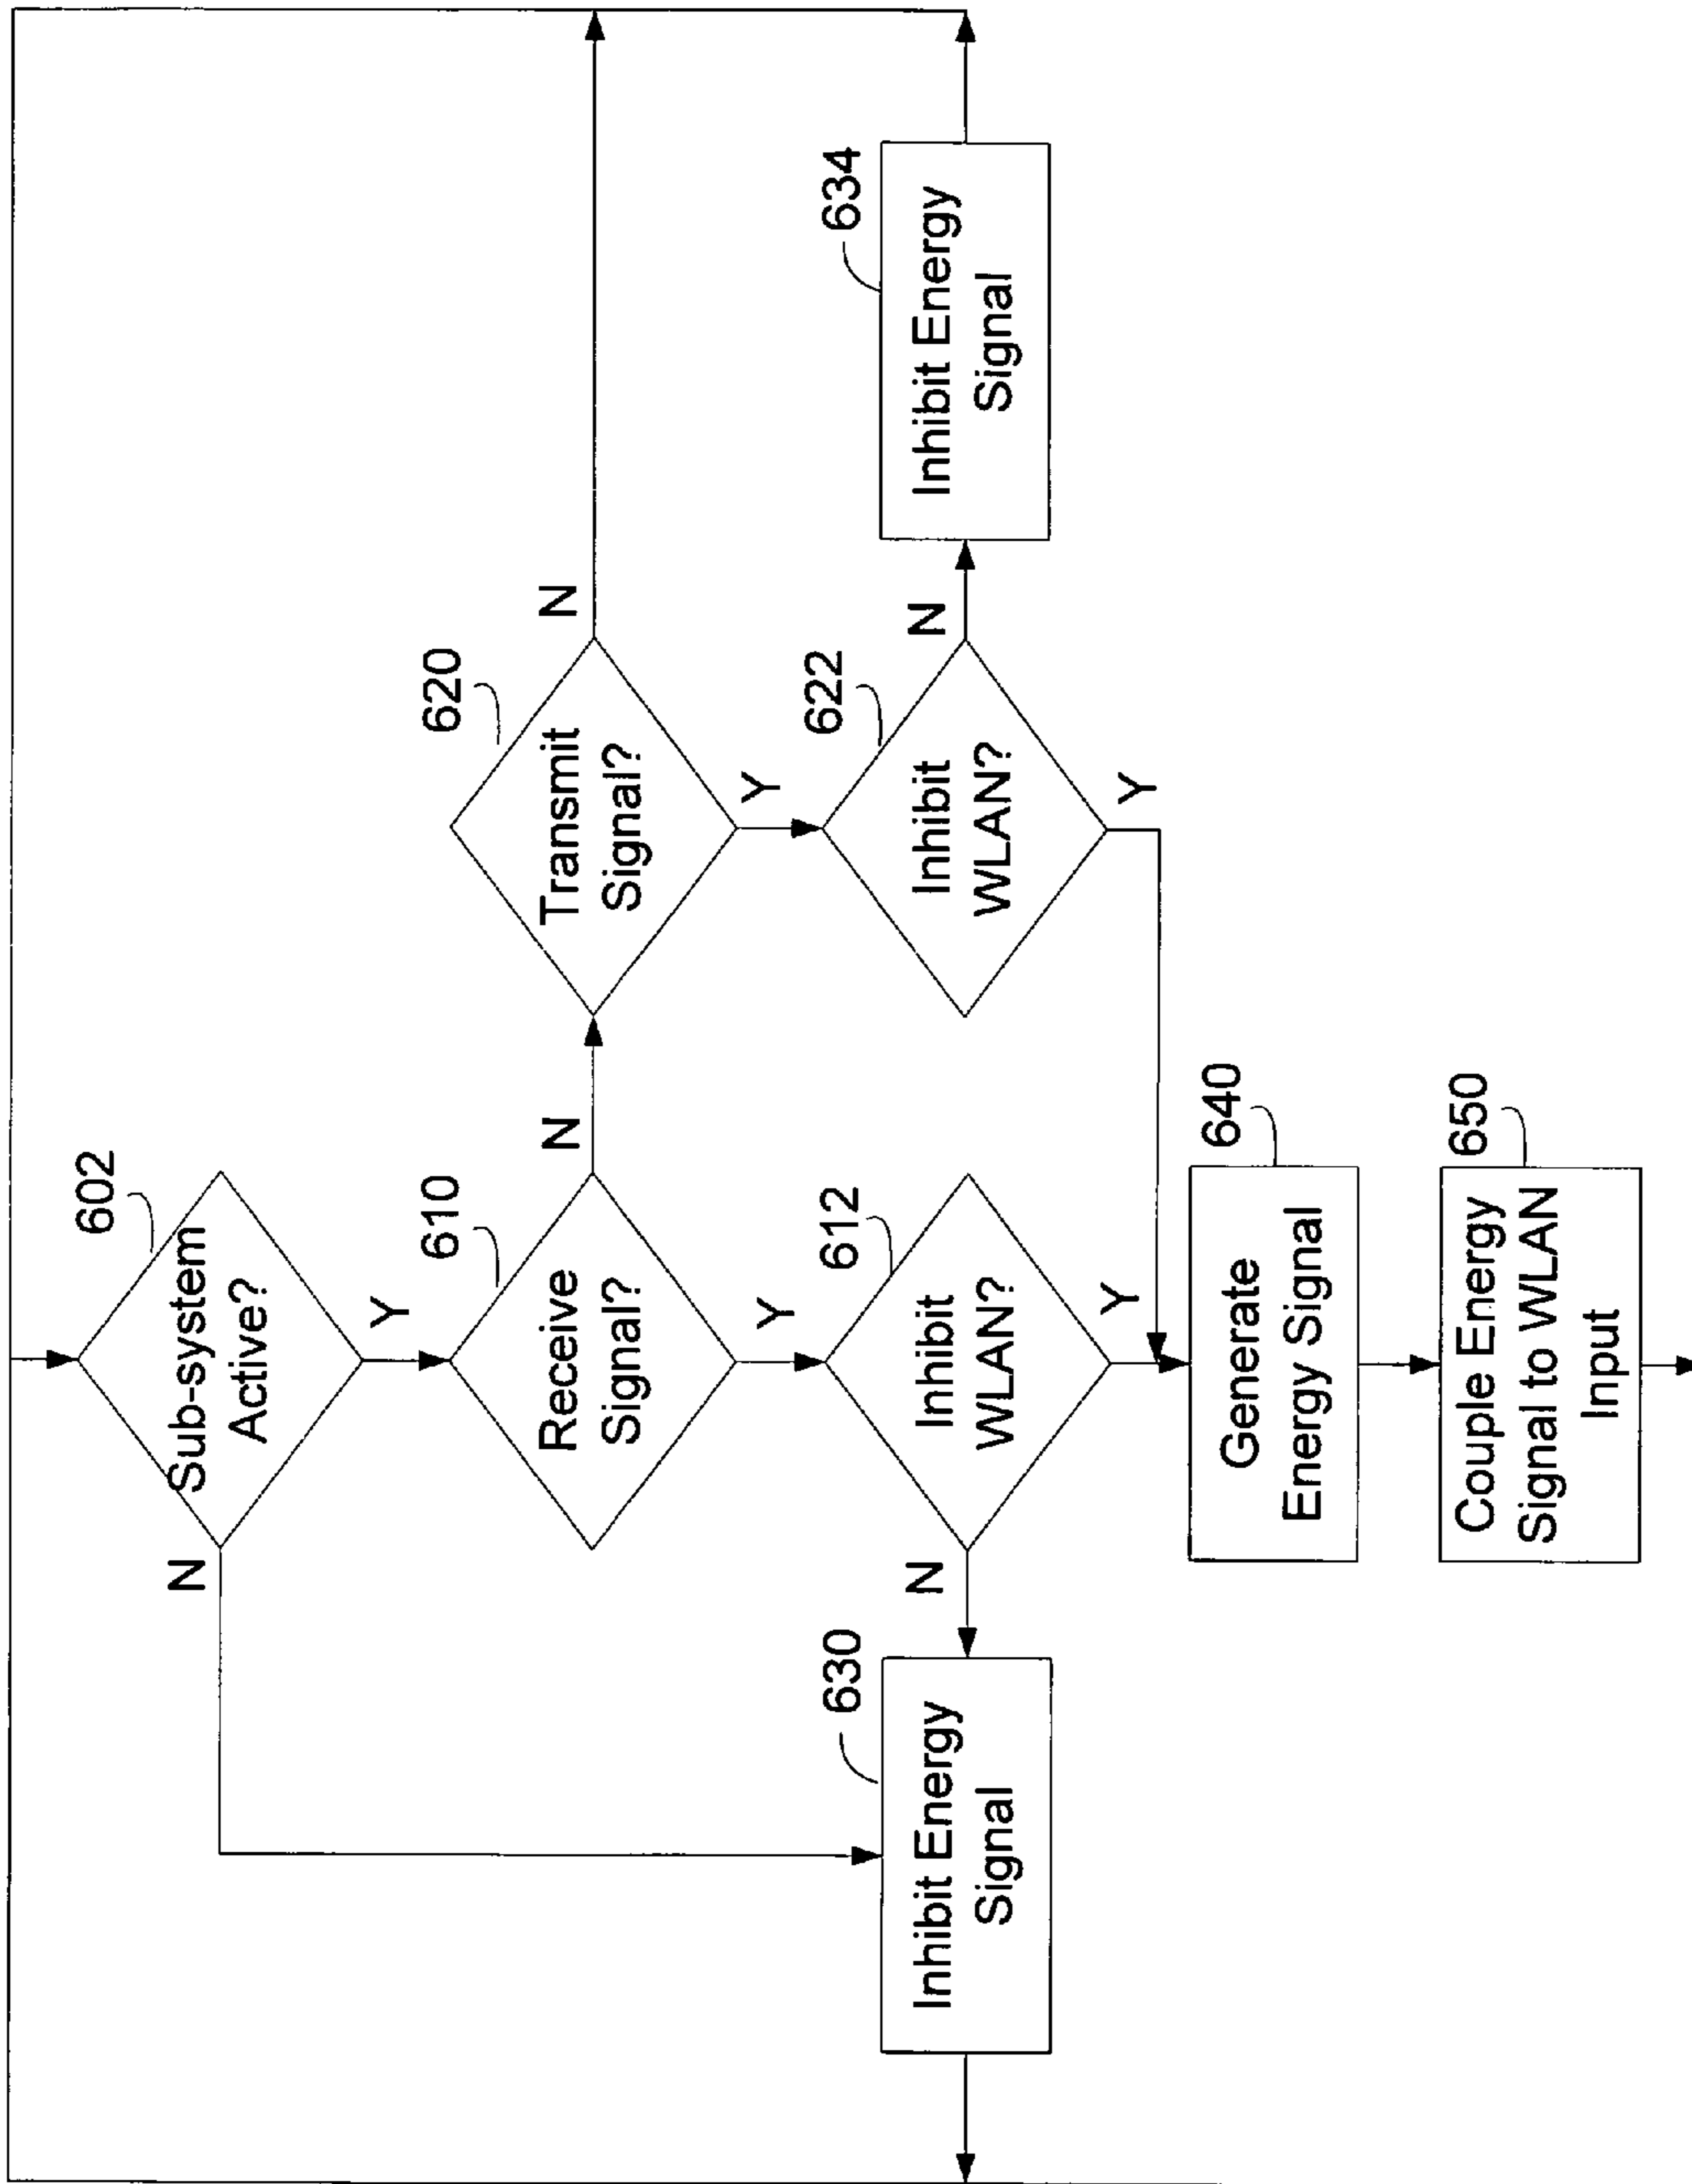 602
Sub-system
Active?
N
Y
610
Receive
Signal?
N
Y
620
Transmit
Signal?
N
Y
612
Inhibit
WLAN?
N
Y
622
Inhibit
WLAN?
N
Y
630
Inhibit Energy
Signal
634
Inhibit Energy
Signal
640
Generate
Energy Signal
650
Couple Energy
Signal to WLAN
Input